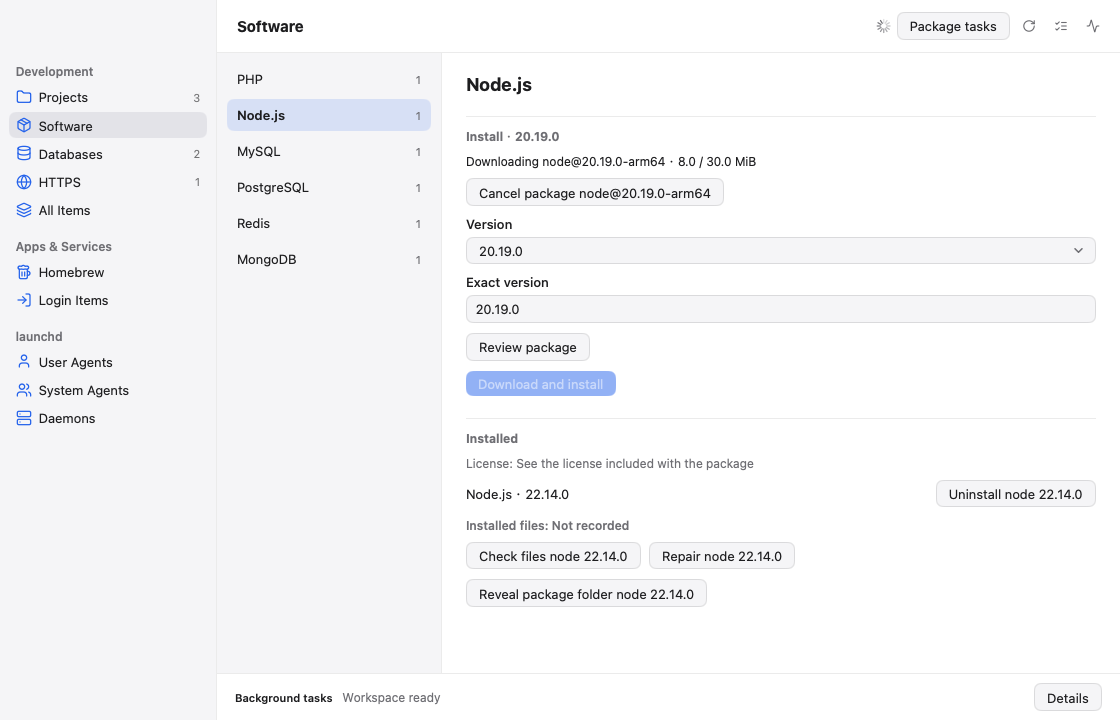 Software
Package tasks
Development
Projects 3
Software
Databases 2
HTTPS 1
All Items
Apps & Services
Homebrew
Login Items
launchd
User Agents
System Agents
Daemons
PHP 1
Node.js 1
MySQL 1
PostgreSQL 1
Redis 1
MongoDB 1
Node.js
Install · 20.19.0
Downloading node@20.19.0-arm64 · 8.0 / 30.0 MiB
Cancel package node@20.19.0-arm64
Version
20.19.0
Exact version
20.19.0
Review package
Download and install
Installed
License: See the license included with the package
Node.js · 22.14.0
Uninstall node 22.14.0
Installed files: Not recorded
Check files node 22.14.0
Repair node 22.14.0
Reveal package folder node 22.14.0
Background tasks Workspace ready
Details